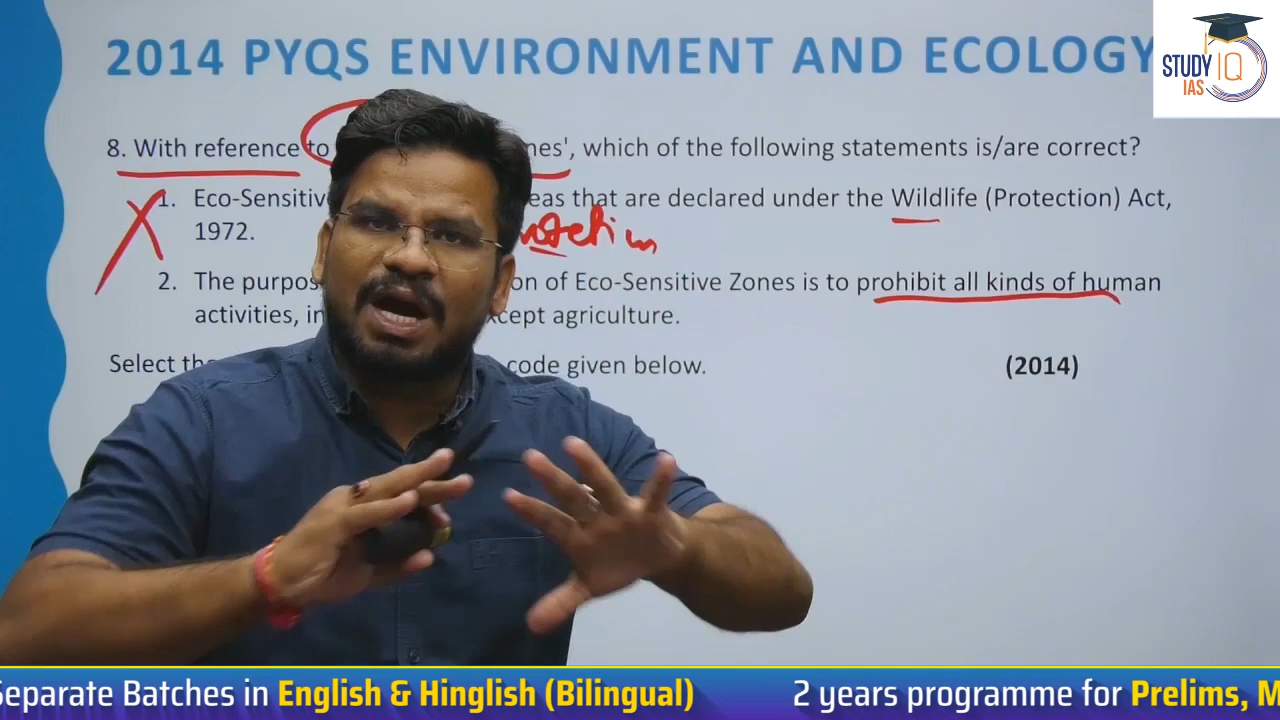 2014 PYQS ENVIRONMENT AND ECOLOGY
STUDY IQ
IAS
8. With reference to nes', which of the following statements is/are correct?
1. Eco-Sensitiv eas that are declared under the Wildlife (Protection) Act,
1972.
2. The purpos on of Eco-Sensitive Zones is to prohibit all kinds of human
activities, in xcept agriculture.
Select the code given below. (2014)
Separate Batches in English & Hinglish (Bilingual) 2 years programme for Prelims, M